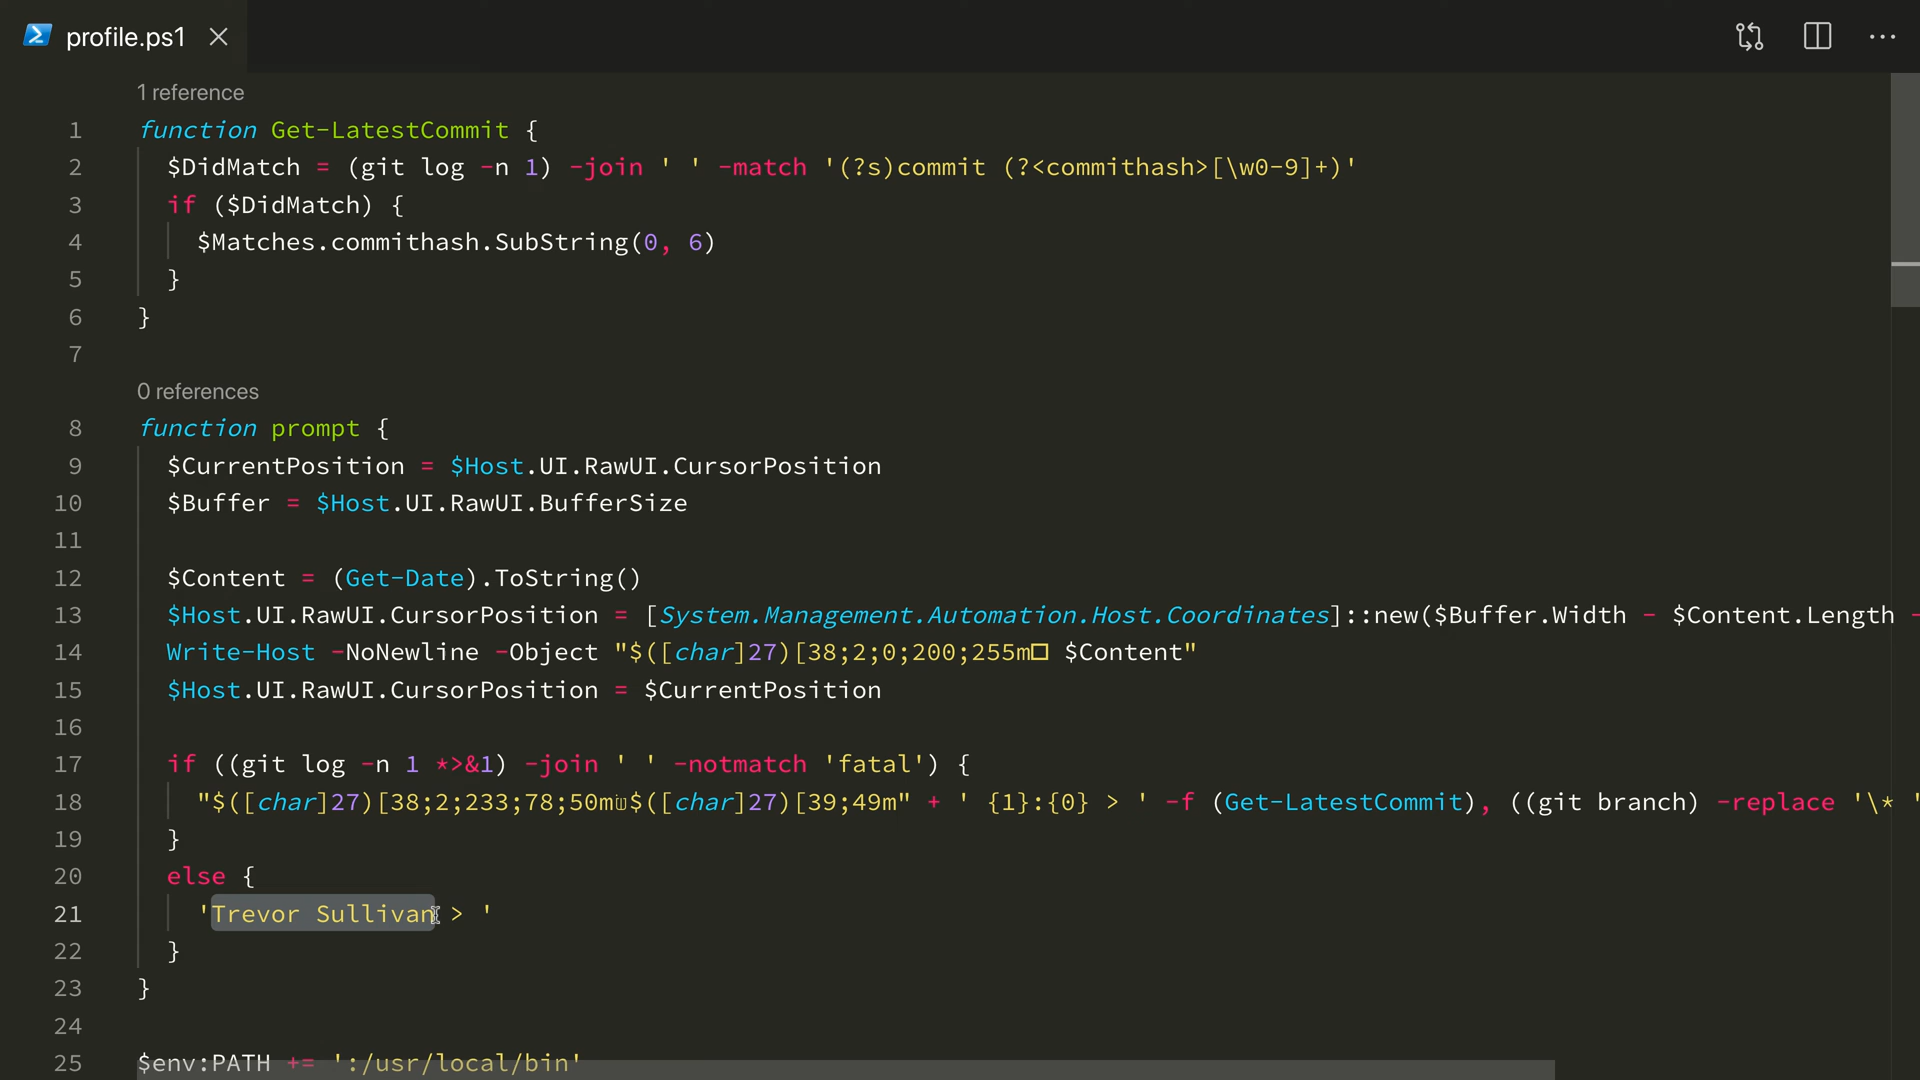 profile.ps1
1 reference
1 function Get-LatestCommit {
2 $DidMatch = (git log -n 1) -join ' ' -match '(?s)commit (?<commithash>[\w0-9]+)'
3 if ($DidMatch) {
4 $Matches.commithash.SubString(0, 6)
5 }
6 }
7
0 references
8 function prompt {
9 $CurrentPosition = $Host.UI.RawUI.CursorPosition
10 $Buffer = $Host.UI.RawUI.BufferSize
11
12 $Content = (Get-Date).ToString()
13 $Host.UI.RawUI.CursorPosition = [System.Management.Automation.Host.Coordinates]::new($Buffer.Width - $Content.Length -
14 Write-Host -NoNewline -Object "$([char]27)[38;2;0;200;255m $Content"
15 $Host.UI.RawUI.CursorPosition = $CurrentPosition
16
17 if ((git log -n 1 *>&1) -join ' ' -notmatch 'fatal') {
18 "$([char]27)[38;2;233;78;50m$([char]27)[39;49m" + ' {1}:{0} > ' -f (Get-LatestCommit), ((git branch) -replace '\* '
19 }
20 else {
21 'Trevor Sullivan > '
22 }
23 }
24
25 $env:PATH += ':/usr/local/bin'